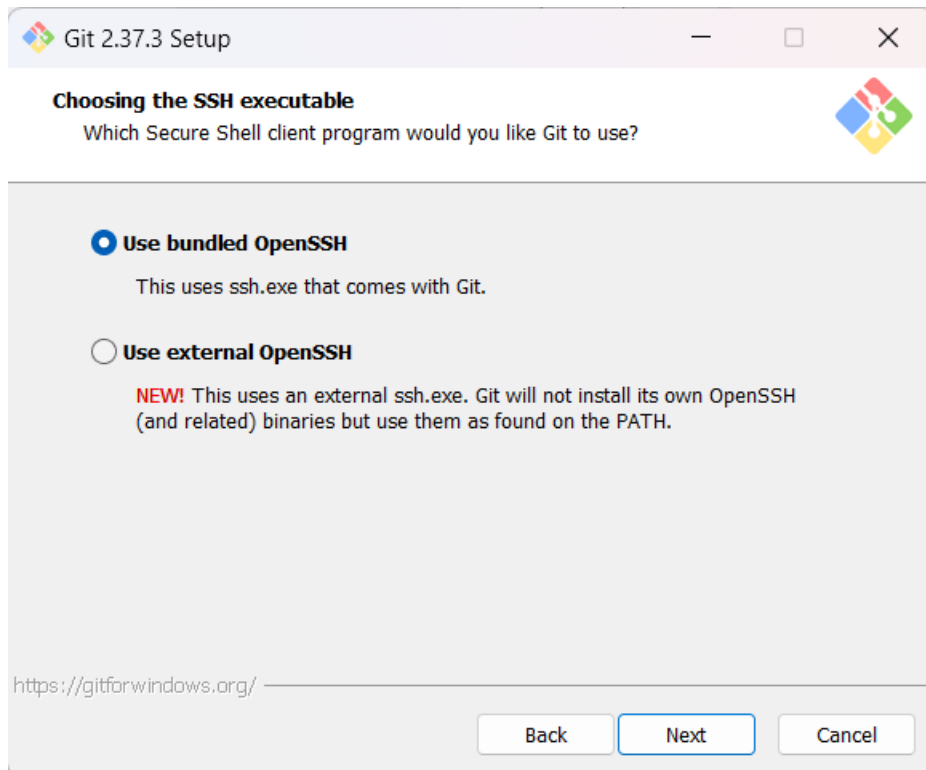 Git 2.37.3 Setup
Choosing the SSH executable
Which Secure Shell client program would you like Git to use?
Use bundled OpenSSH
This uses ssh.exe that comes with Git.
Use external OpenSSH
NEW! This uses an external ssh.exe. Git will not install its own OpenSSH
(and related) binaries but use them as found on the PATH.
https://gitforwindows.org/
Back Next Cancel